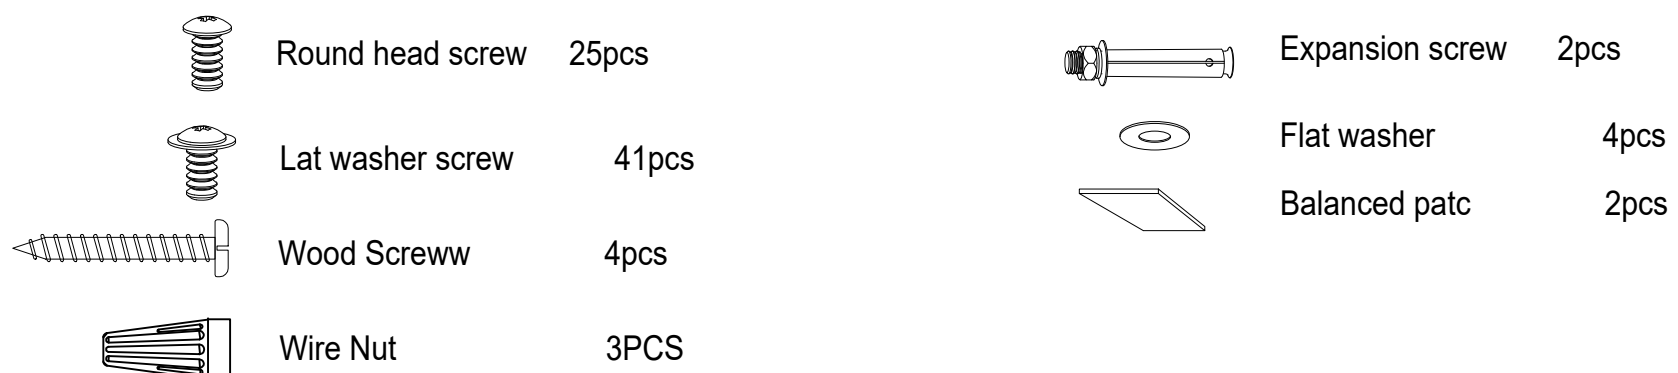 Round head screw 25pcs
Lat washer screw 41pcs
Wood Screww 4pcs
Wire Nut 3PCS
Expansion screw 2pcs
Flat washer 4pcs
Balanced patc 2pcs